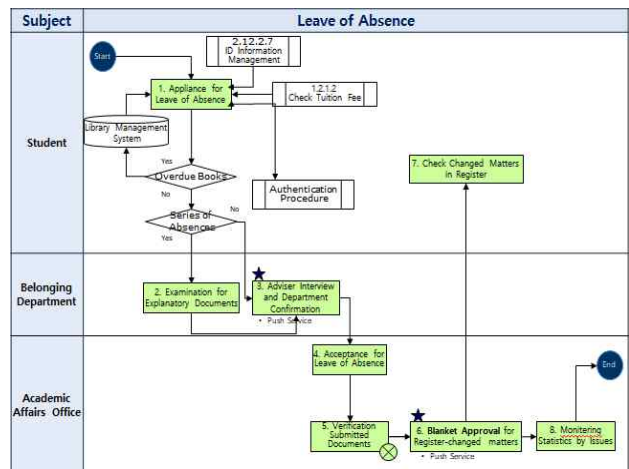 Subject
Leave of Absence
Student
Start
2.12.2.7
ID Information
Management
1. Appliance for
Leave of Absence
1.2.1.2
Check Tuition Fee
Library Management
System
Yes
Overdue Books
No
Authentication
Procedure
Series of
Absences
No
Yes
7. Check Changed Matters
in Register
Belonging
Department
2. Examination for
Explanatory Documents
3. Adviser Interview
and Department
Confirmation
• Push Service
Academic
Affairs Office
4. Acceptance for
Leave of Absence
5. Verification
Submitted
Documents
6. Blanket Approval for
Register-changed matters
• Push Service
8. Monitering
Statistics by Issues
End